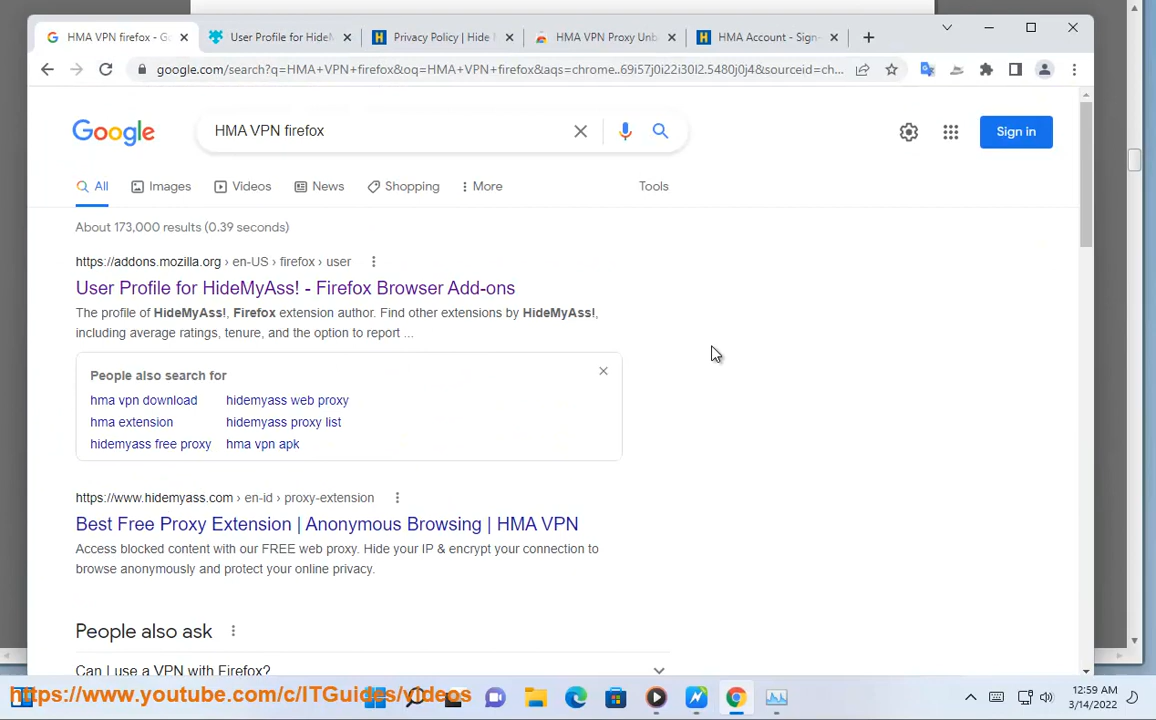 HMA VPN firefox - Go
User Profile for HideM
Privacy Policy | Hide
HMA VPN Proxy Unb
HMA Account - Sign-
google.com/search?q=HMA+VPN+firefox&oq=HMA+VPN+firefox&aqs=chrome..69i57j0i22i30l2.5480j0j4&sourceid=ch...
Google
HMA VPN firefox
Sign in
All
Images
Videos
News
Shopping
More
Tools
About 173,000 results (0.39 seconds)
https://addons.mozilla.org › en-US › firefox › user
User Profile for HideMyAss! - Firefox Browser Add-ons
The profile of HideMyAss!, Firefox extension author. Find other extensions by HideMyAss!,
including average ratings, tenure, and the option to report ...
People also search for
hma vpn download
hidemyass web proxy
hma extension
hidemyass proxy list
hidemyass free proxy
hma vpn apk
https://www.hidemyass.com › en-id › proxy-extension
Best Free Proxy Extension | Anonymous Browsing | HMA VPN
Access blocked content with our FREE web proxy. Hide your IP & encrypt your connection to
browse anonymously and protect your online privacy.
People also ask
Can I use a VPN with Firefox?
https://www.youtube.com/c/ITGuides/videos
12:59 AM
3/14/2022